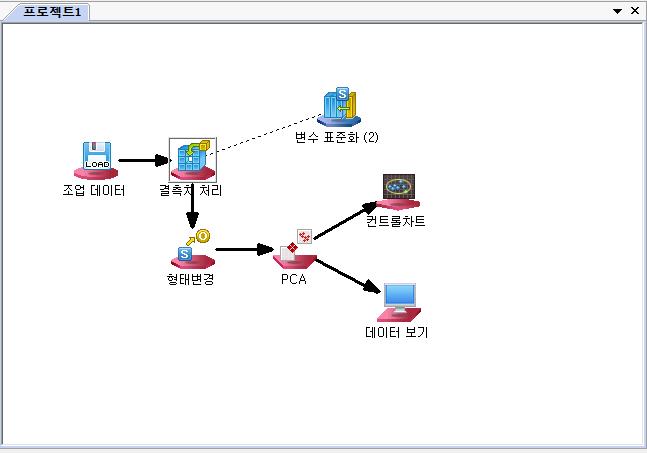 프로젝트1
변수 표준화 (2)
LOAD
조업 데이터
결측치 처리
컨트롤차트
형태변경
PCA
데이터 보기